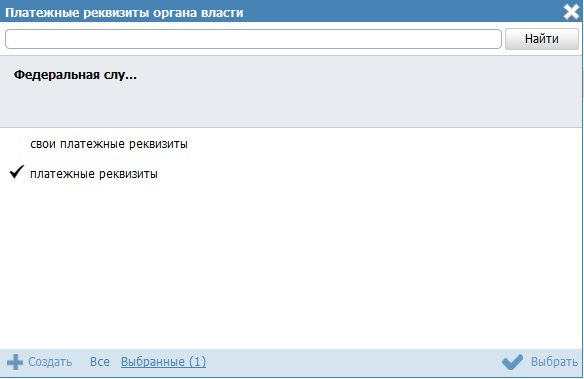 Платежные реквизиты органа власти
Найти
Федеральная слу...
свои платежные реквизиты
платежные реквизиты
Создать Все Выбранные (1) Выбрать